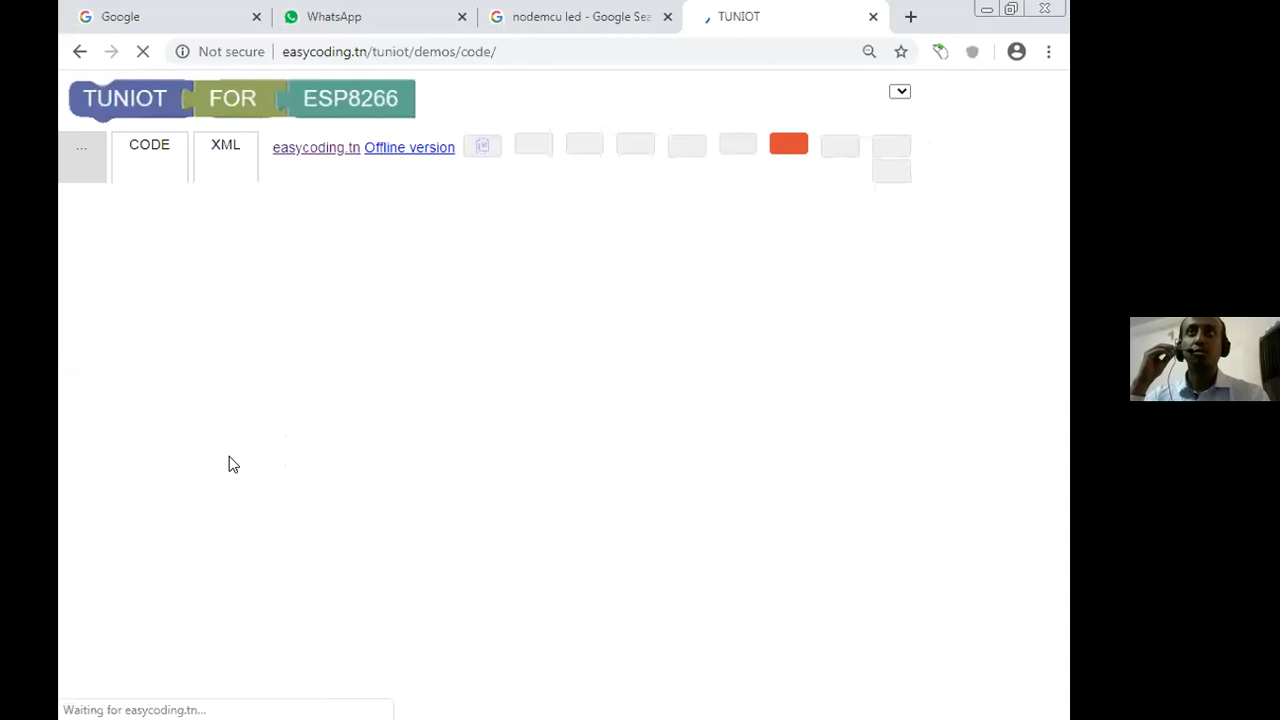 Google
WhatsApp
nodemcu led - Google Sea
TUNIOT
Not secure
easycoding.tn/tuniot/demos/code/
TUNIOT FOR ESP8266
...
CODE
XML
easycoding.tn Offline version
Waiting for easycoding.tn...